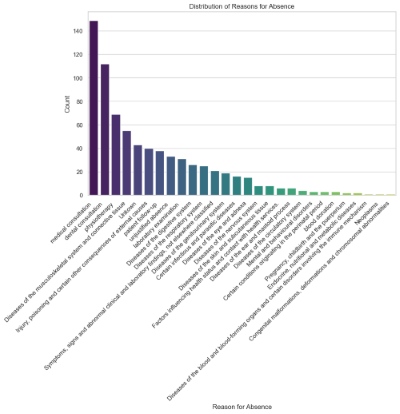 Distribution of Reasons for Absence
Count
140
120
100
80
60
40
20
0
medical consultation
dental consultation
physiotherapy
Diseases of the musculoskeletal system and connective tissue
Unkown
Injury, poisoning and certain other consequences of external causes
patient follow-up
unjustified absence
laboratory examination
Diseases of the digestive system
Diseases of the respiratory system
Symptoms, signs and abnormal clinical and laboratory findings, not elsewhere classified
Diseases of the genitourinary system
Certain infectious and parasitic diseases
Diseases of the eye and adnexa
Diseases of the nervous system
Diseases of the skin and subcutaneous tissue
Factors influencing health status and contact with health services.
Diseases of the ear and mastoid process
Diseases of the circulatory system
Mental and behavioural disorders
Certain conditions originating in the perinatal period
blood donation
Pregnancy, childbirth and the puerperium
Endocrine, nutritional and metabolic diseases
Diseases of the blood and blood-forming organs and certain disorders involving the immune mechanism
Neoplasms
Congenital malformations, deformations and chromosomal abnormalities
Reason for Absence